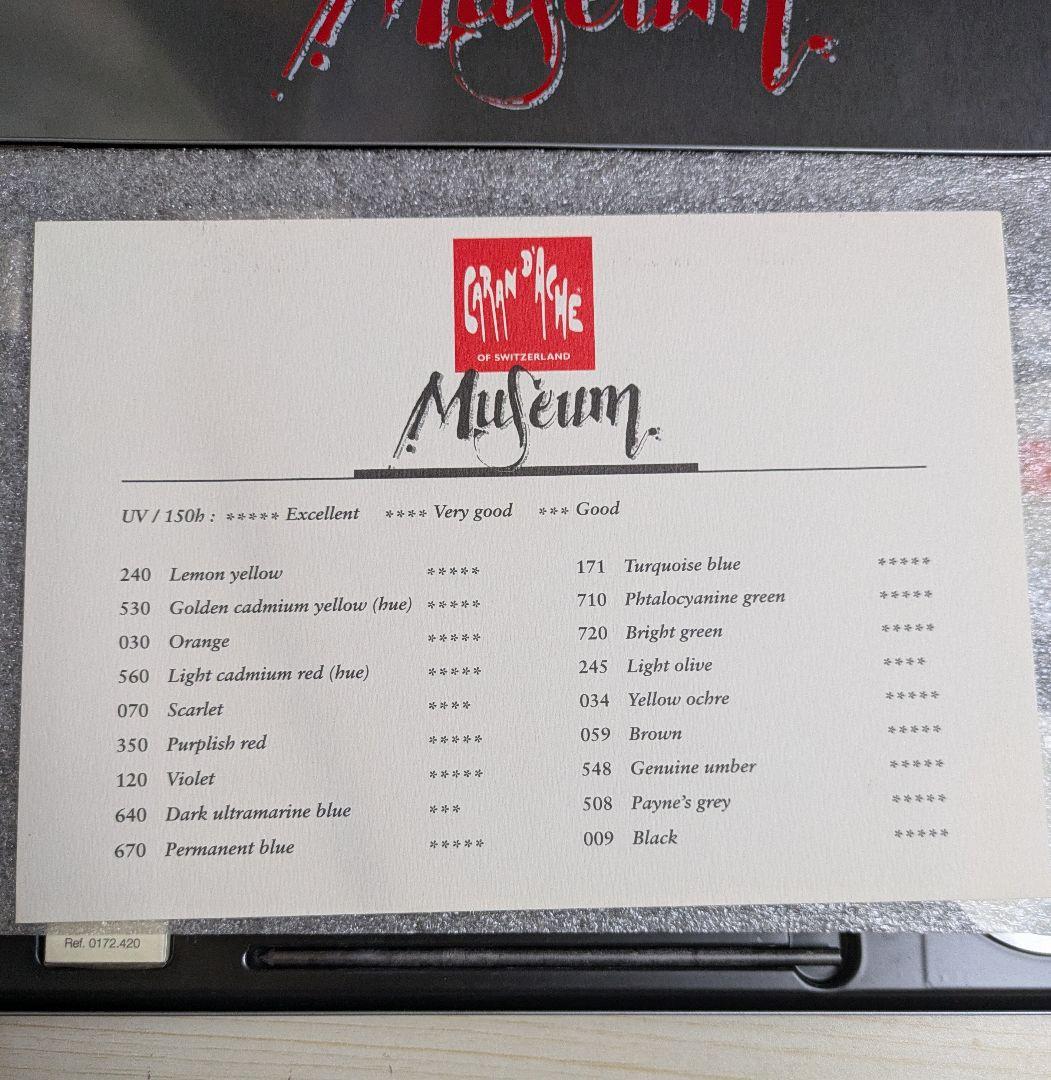 Museum
CARAN D'ACHE
OF SWITZERLAND
Museum
UV / 150h : ***** Excellent **** Very good *** Good
240 Lemon yellow *****
530 Golden cadmium yellow (hue) *****
030 Orange *****
560 Light cadmium red (hue) *****
070 Scarlet ****
350 Purplish red *****
120 Violet *****
640 Dark ultramarine blue ***
670 Permanent blue *****
171 Turquoise blue *****
710 Phtalocyanine green *****
720 Bright green *****
245 Light olive ****
034 Yellow ochre *****
059 Brown *****
548 Genuine umber *****
508 Payne's grey *****
009 Black *****
Ref. 0172.420